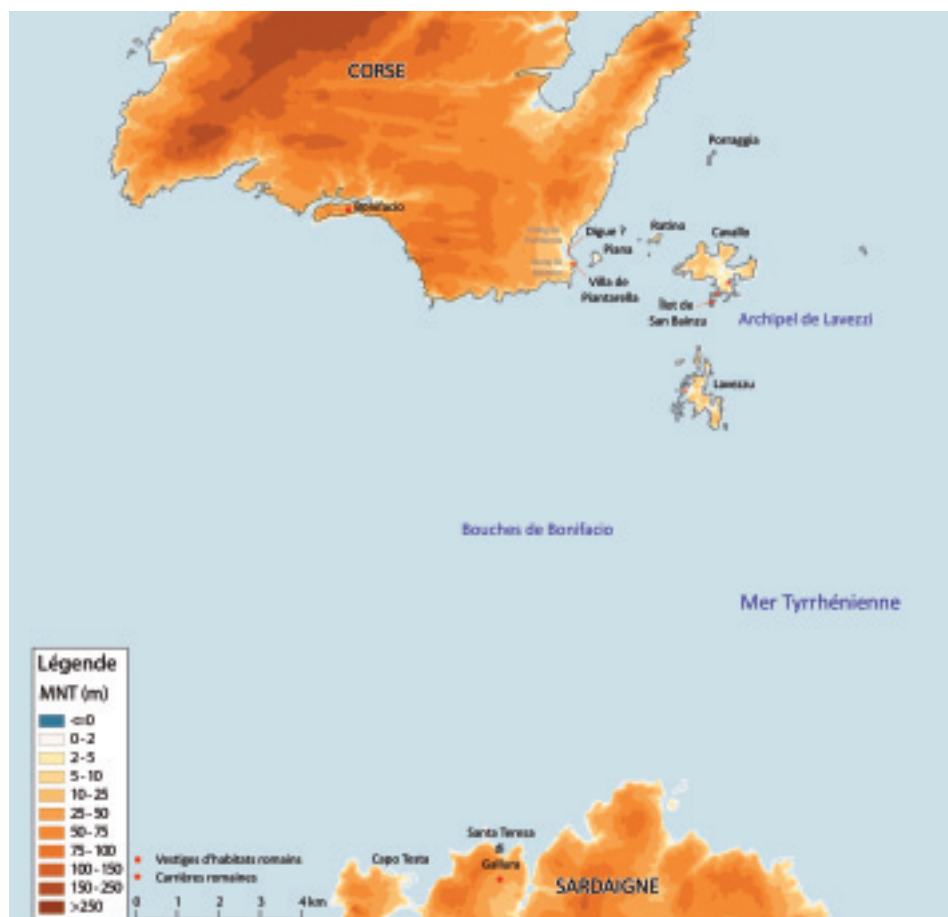 CORSE
Porraggia
Bonifacio
Digue ?
Ratino
Cavallo
Piana
Villa de
Piantarella
Îlot de
San Bainsu
Archipel de Lavezzi
Lavezzu
Bouches de Bonifacio
Mer Tyrrhénienne
Légende
MNT (m)
<=0
0-2
2-5
5-10
10-25
25-50
50-75
75-100
100-150
150-250
>250
Vestiges d'habitats romains
Carrières romaines
0 1 2 3 4 km
Capo Testa
Santa Teresa
di
Gallura
SARDAIGNE